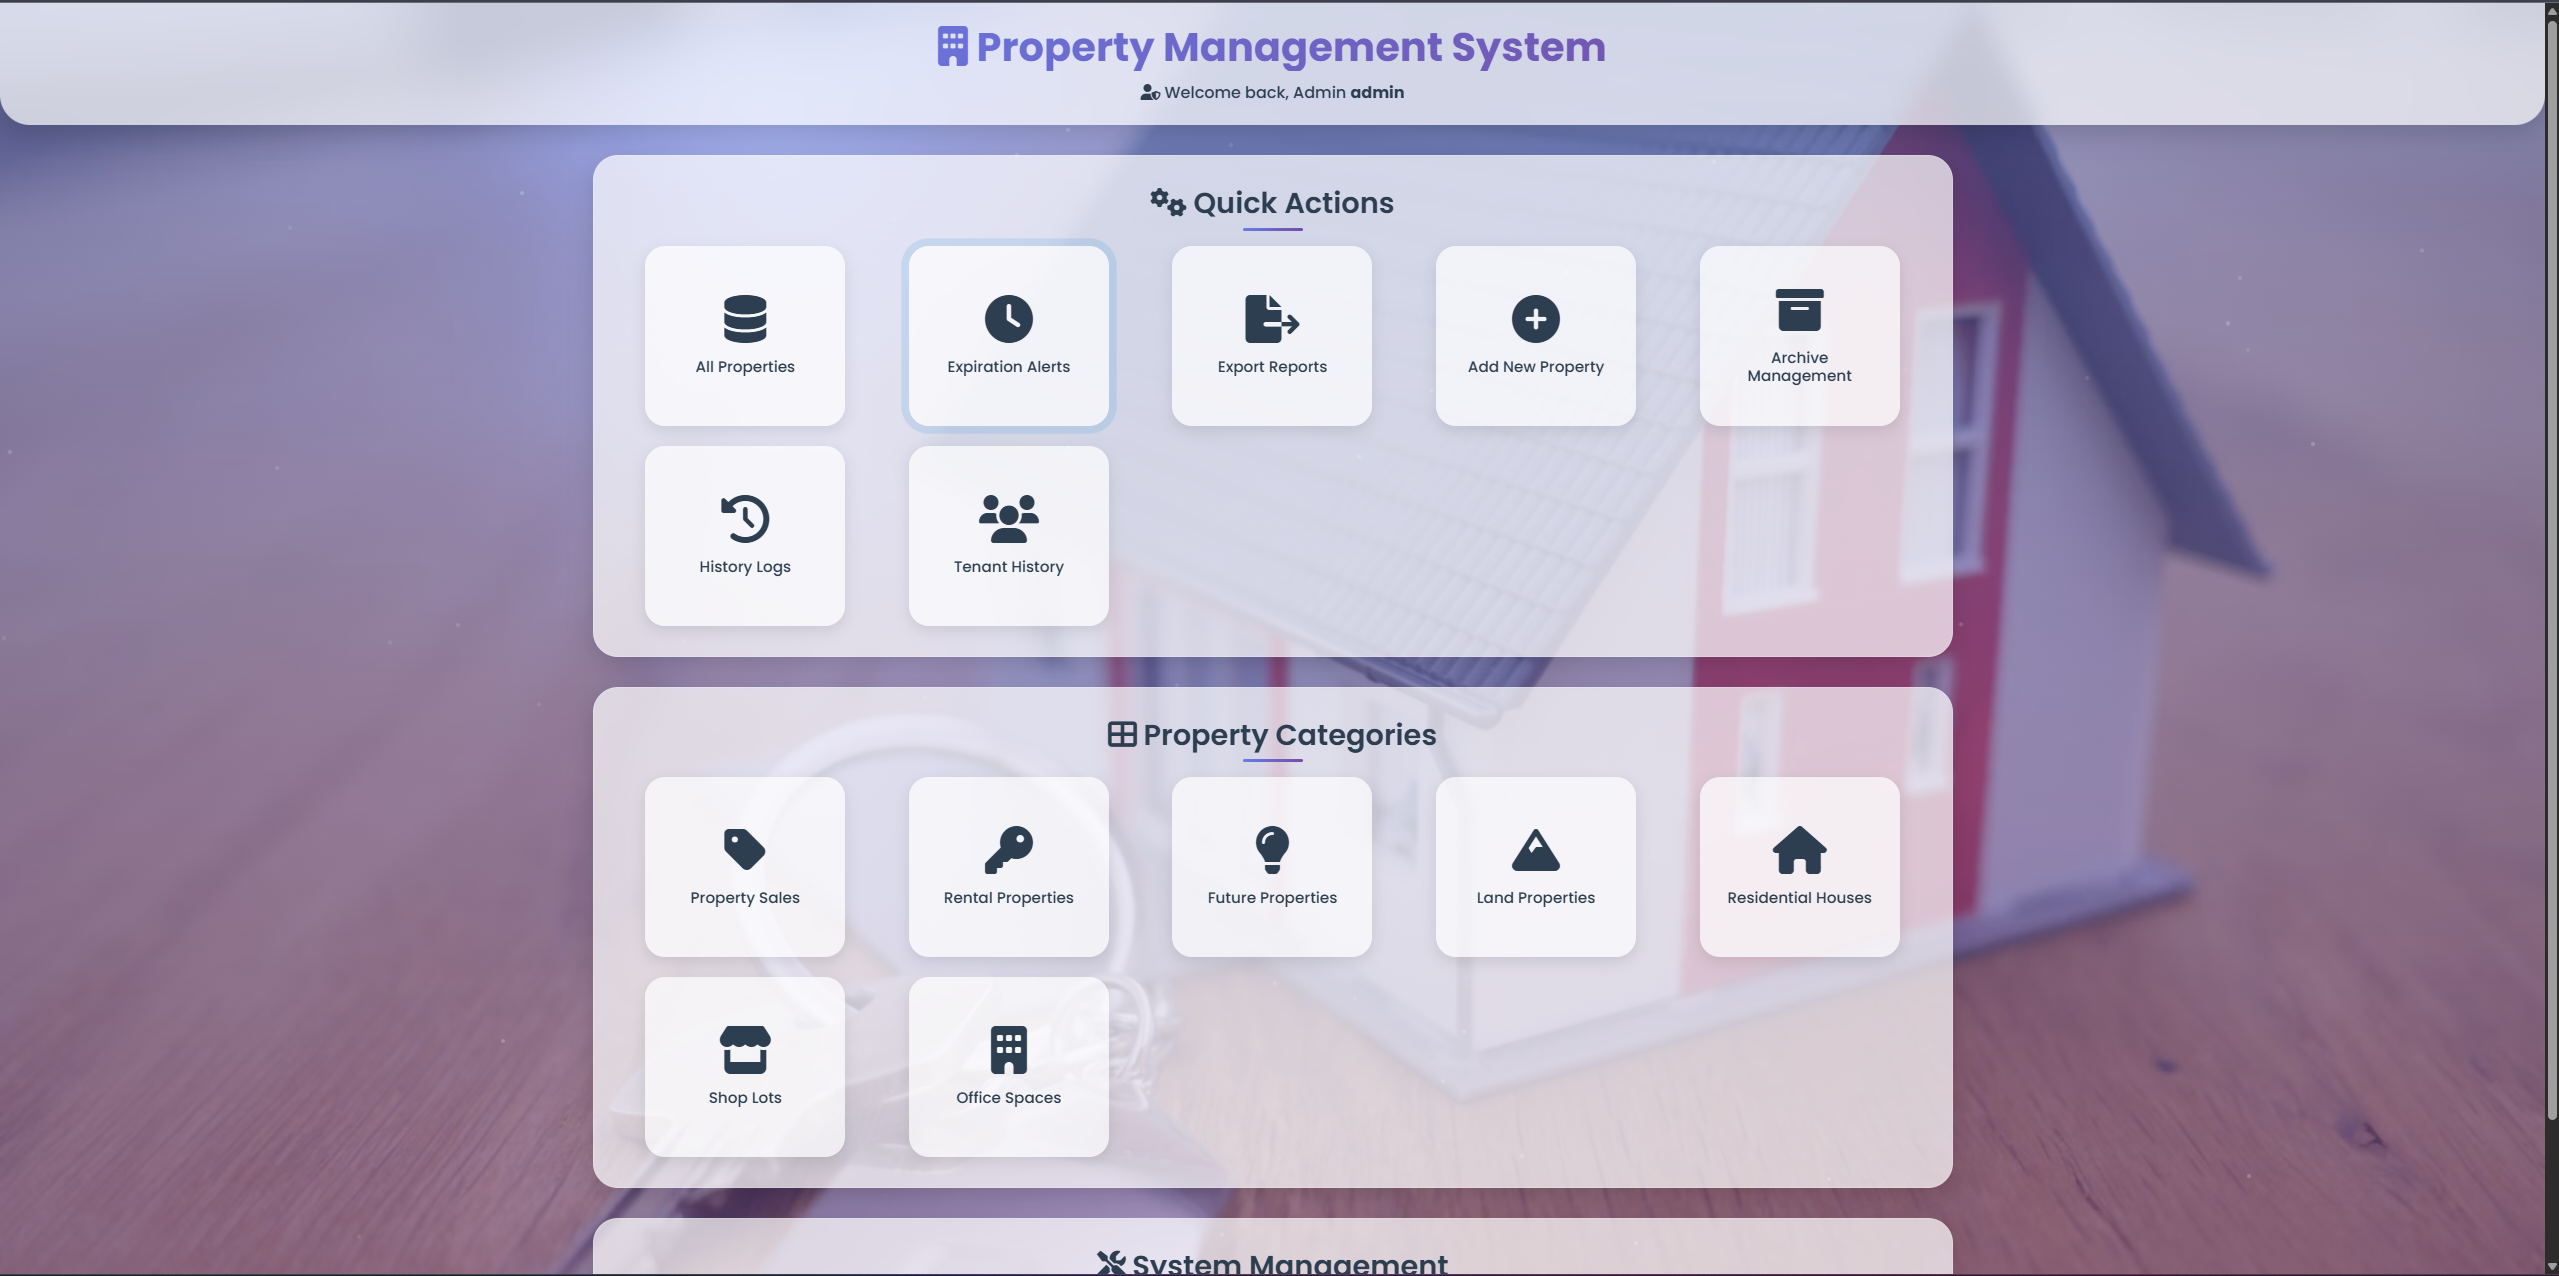 Property Management System
Welcome back, Admin admin
Quick Actions
All Properties
Expiration Alerts
Export Reports
Add New Property
Archive
Management
History Logs
Tenant History
Property Categories
Property Sales
Rental Properties
Future Properties
Land Properties
Residential Houses
Shop Lots
Office Spaces
System Management